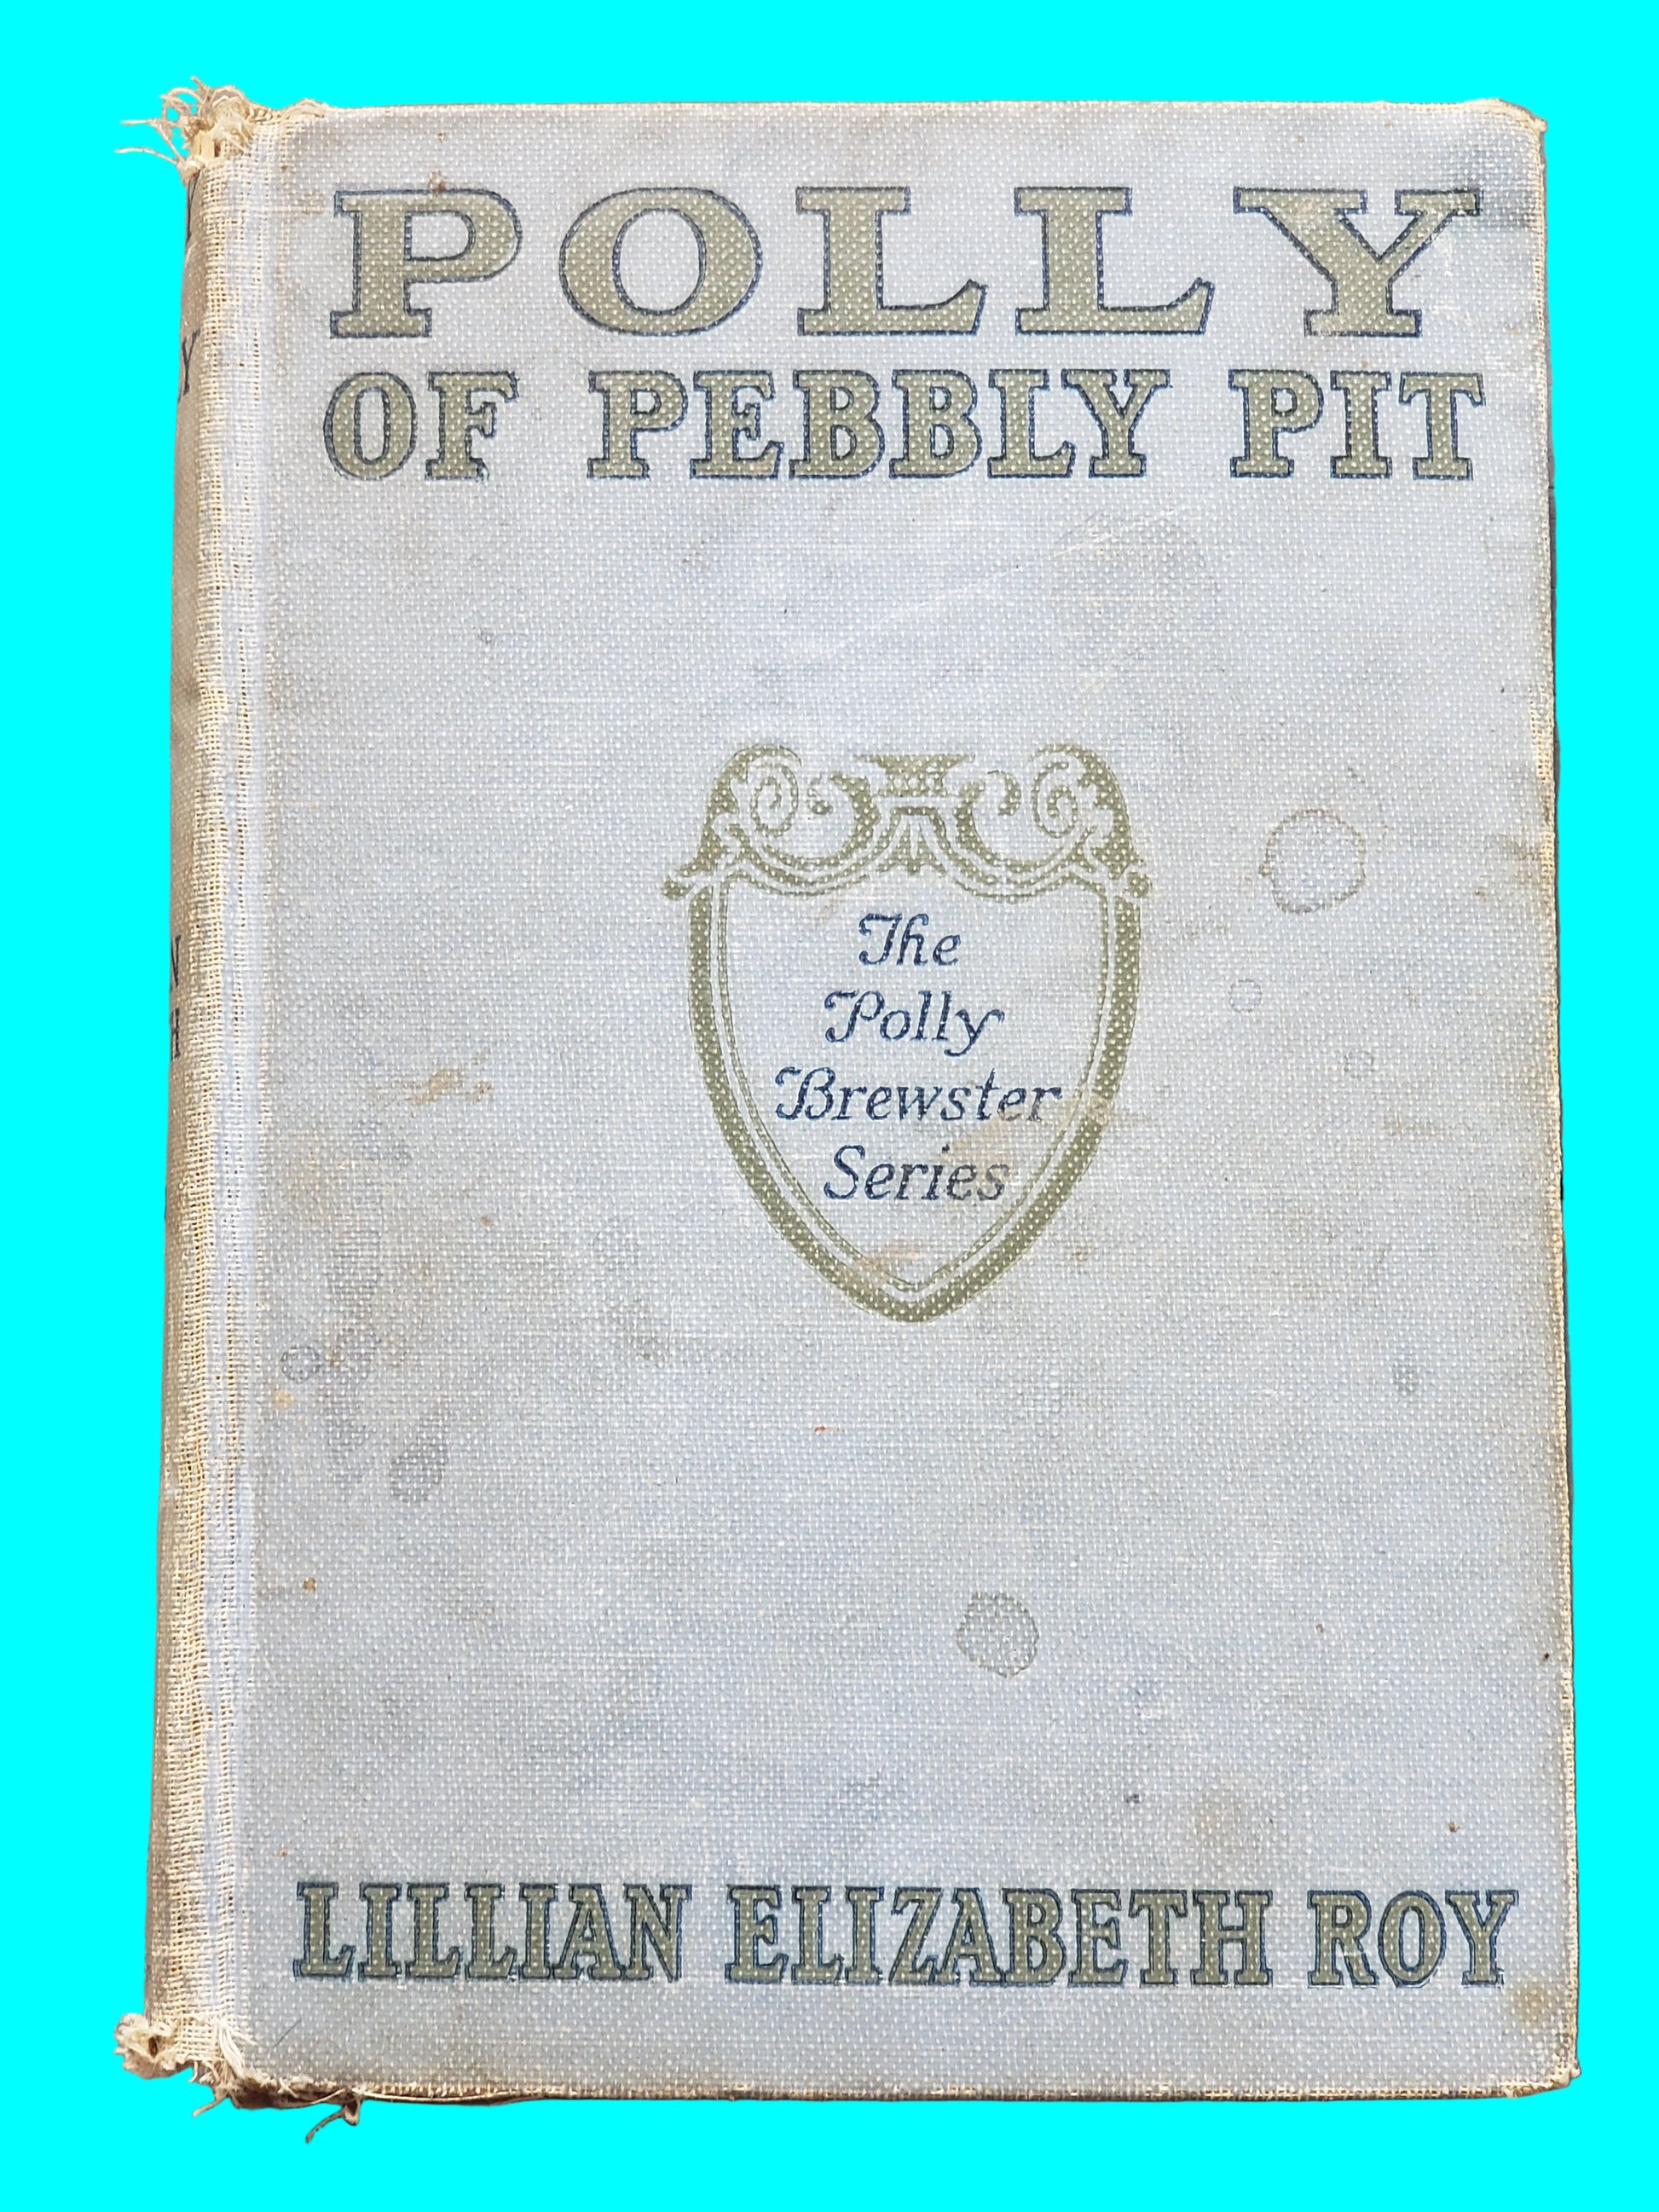 POLLY
OF PEBBLY PIT
The
Polly
Brewster
Series
LILLIAN ELIZABETH ROY